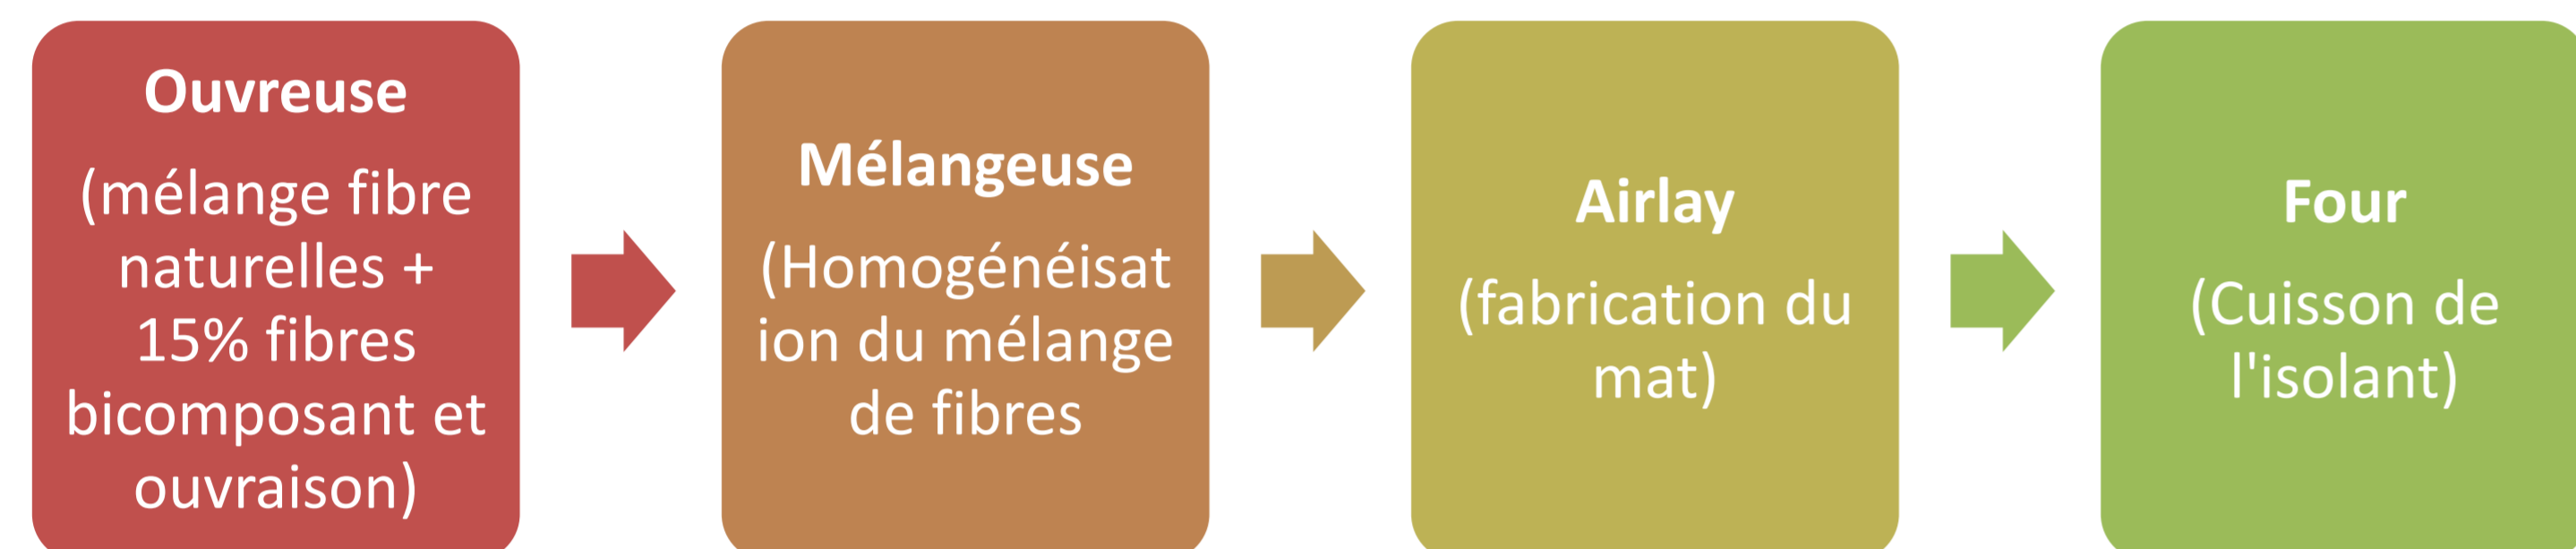 Ouvreuse
(mélange fibre
naturelles +
15% fibres
bicomposant et
ouvraison)
Mélangeuse
(Homogénéisat
ion du mélange
de fibres
Airlay
(fabrication du
mat)
Four
(Cuisson de
l'isolant)